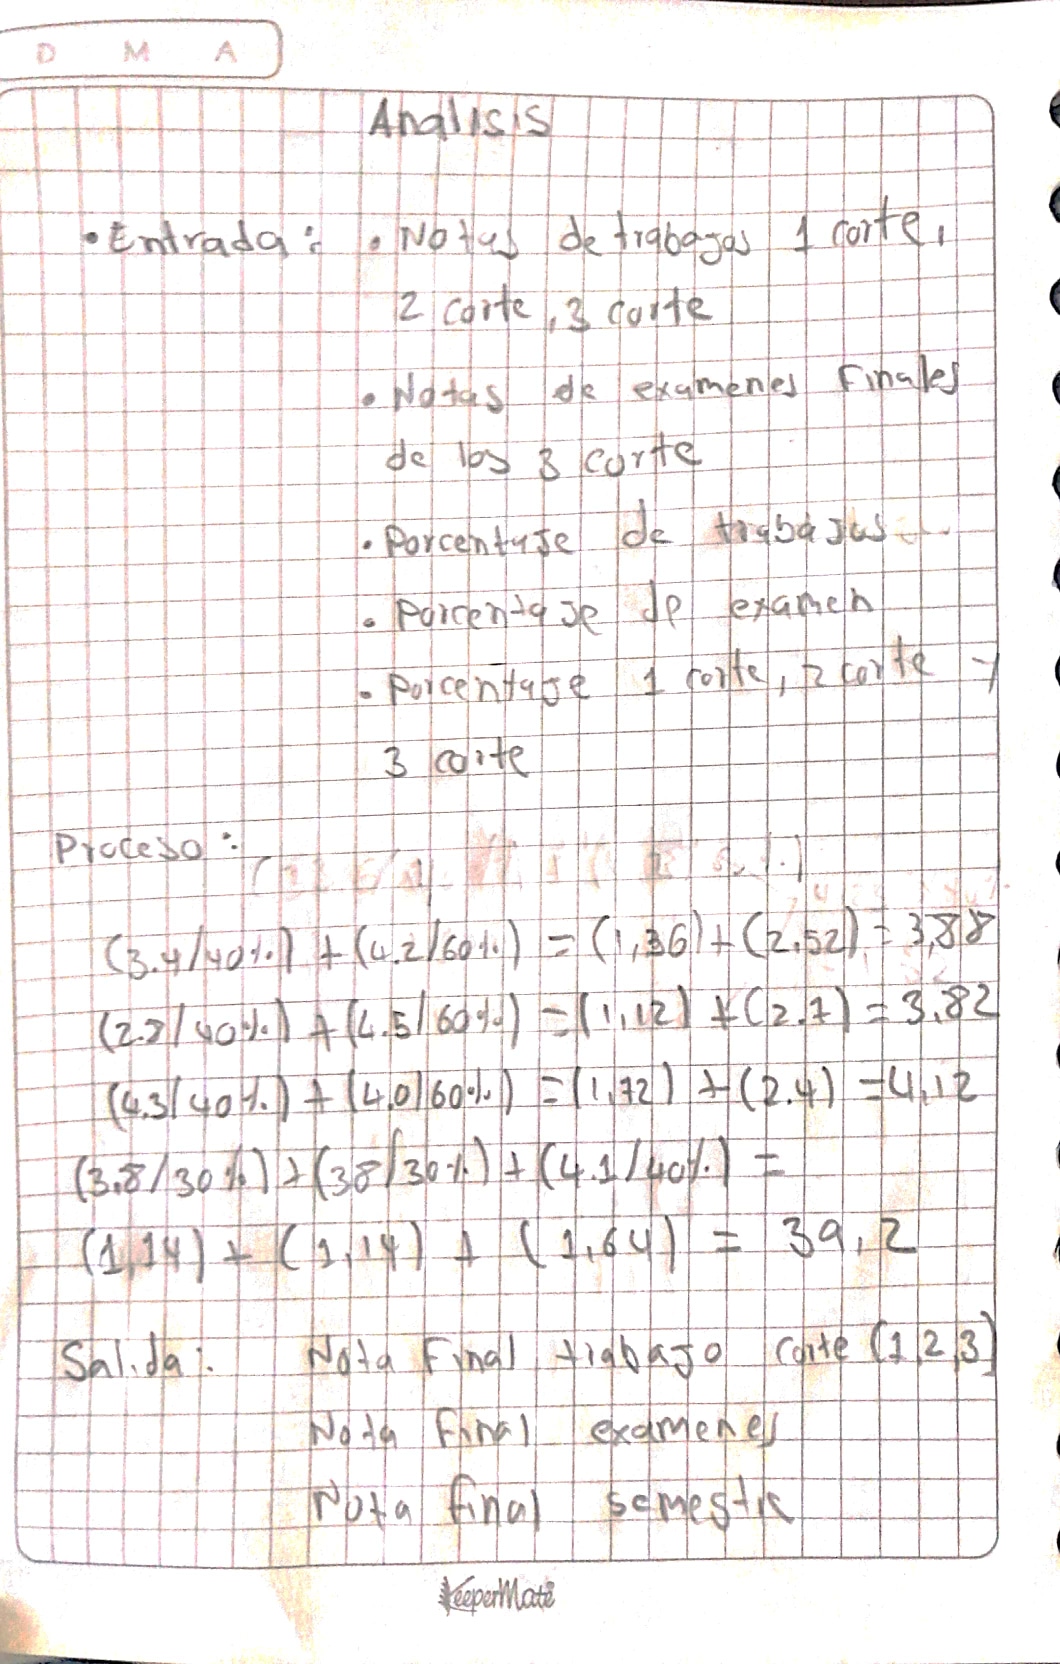 D M A
Analisis
• Entrada: • Notas de trabajos 1 corte,
2 corte, 3 corte
• Notas de examenes Finales
de los 3 corte
• Porcentaje de trabajos
• Porcentaje de examen
• Porcentaje 1 corte, 2 corte y
3 corte
Proceso:
(3.4/40%) + (4.2/60%) = (1,36) + (2.52) = 3,88
(2.8/40%) + (4.5/60%) = (1,12) + (2.7) = 3.82
(4.3/40%) + (4,0/60%) = (1,72) + (2.4) = 4,12
(3.8/30%) + (38/30%) + (4.1/40%) =
(1,14) + (1,14) + (1,64) = 39,2
Salida: Nota Final trabajo corte (1,2,3)
Nota Final examenes
Nota final semestre
KeeperMate